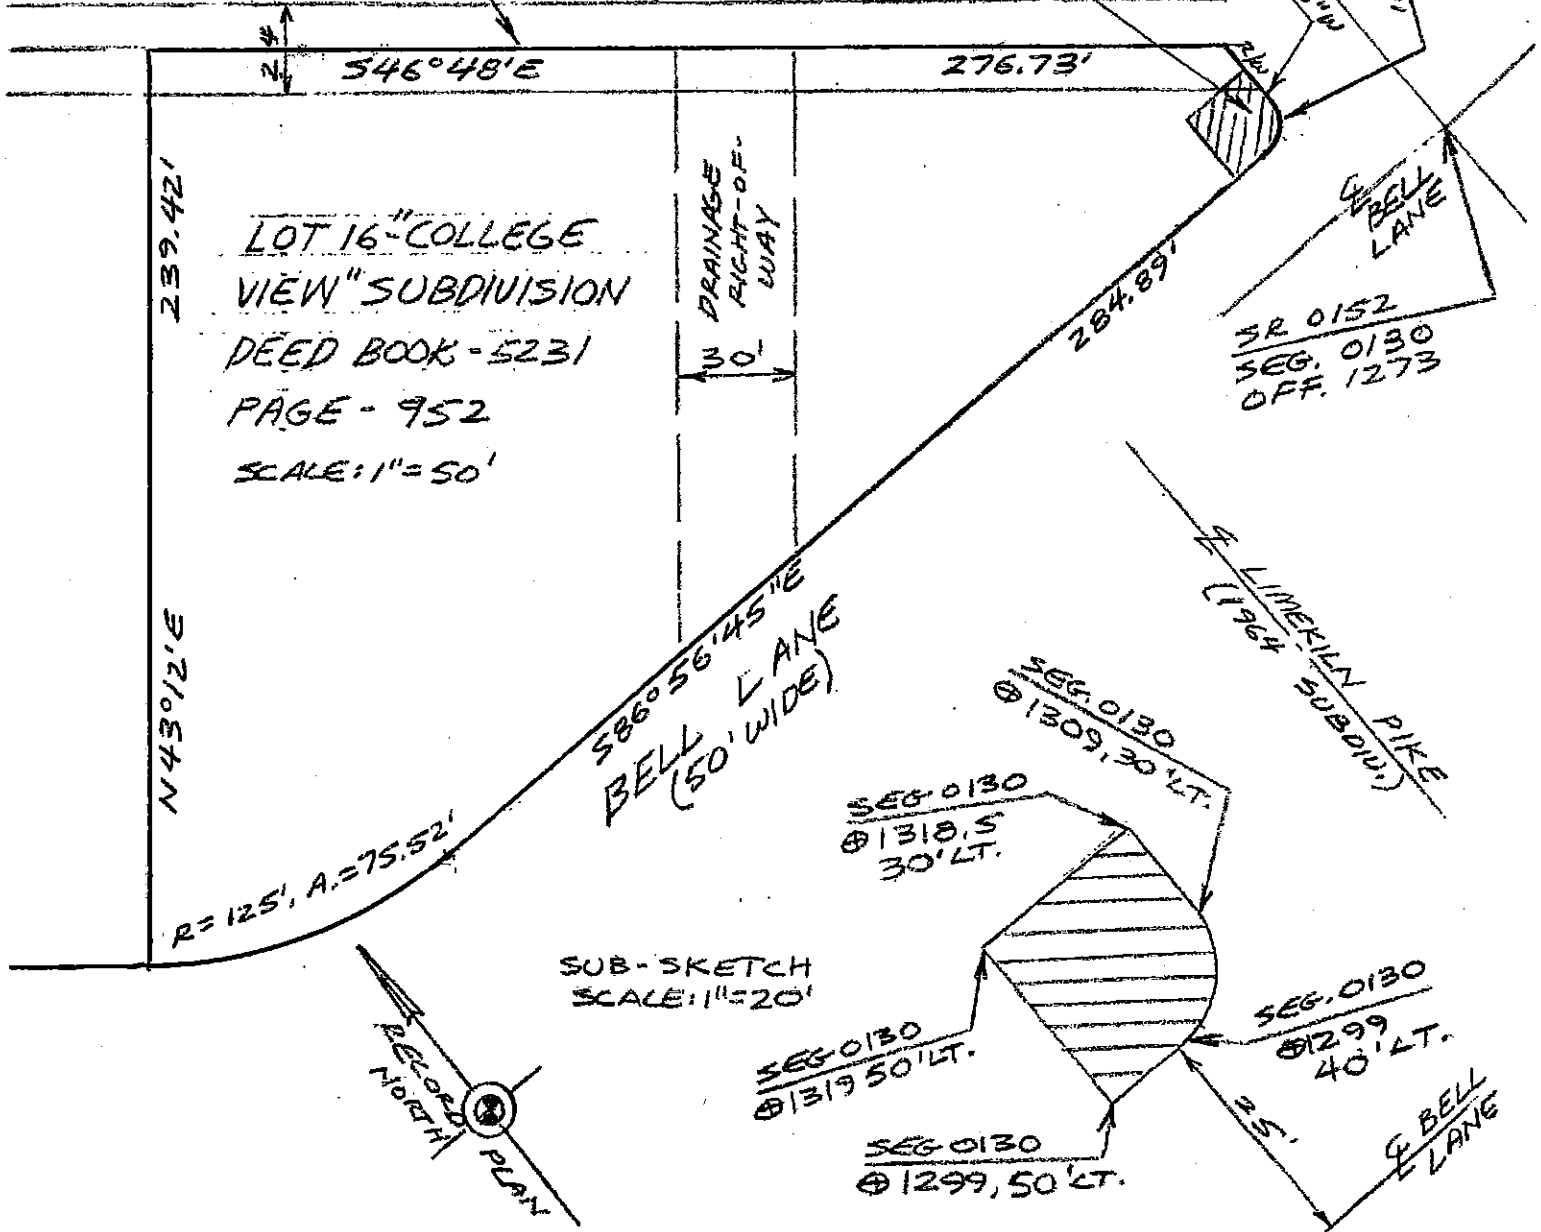 2.4
S46°48'E
276.73'
"W
239.42'
N43°12'E
LOT 16-"COLLEGE
VIEW" SUBDIVISION
DEED BOOK - 5231
PAGE - 952
SCALE: 1"=50'
DRAINAGE
RIGHT-OF-
WAY
30'
284.89'
℄ BELL
LANE
SR 0152
SEG. 0130
OFF. 1273
S86°56'45"E
BELL LANE
(50' WIDE)
R=125', A.=75.52'
℄ LIMEKILN PIKE
(1964 SUBDIV.)
SEG. 0130
⊕1309, 30' LT.
SEG 0130
⊕1318.5
30' LT.
SUB-SKETCH
SCALE: 1"=20'
SEG 0130
⊕1319 50' LT.
SEG. 0130
⊕1299
40' LT.
SEG 0130
⊕1299, 50' LT.
25'
℄ BELL
LANE
RECORD PLAN
NORTH